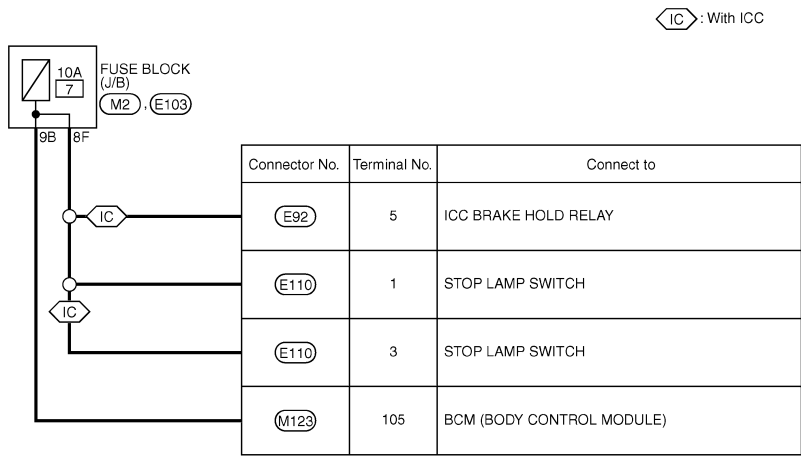 IC : With ICC
10A
7
FUSE BLOCK
(J/B)
M2 , E103
9B 8F
Connector No. Terminal No. Connect to
IC E92 5 ICC BRAKE HOLD RELAY
E110 1 STOP LAMP SWITCH
IC
E110 3 STOP LAMP SWITCH
M123 105 BCM (BODY CONTROL MODULE)